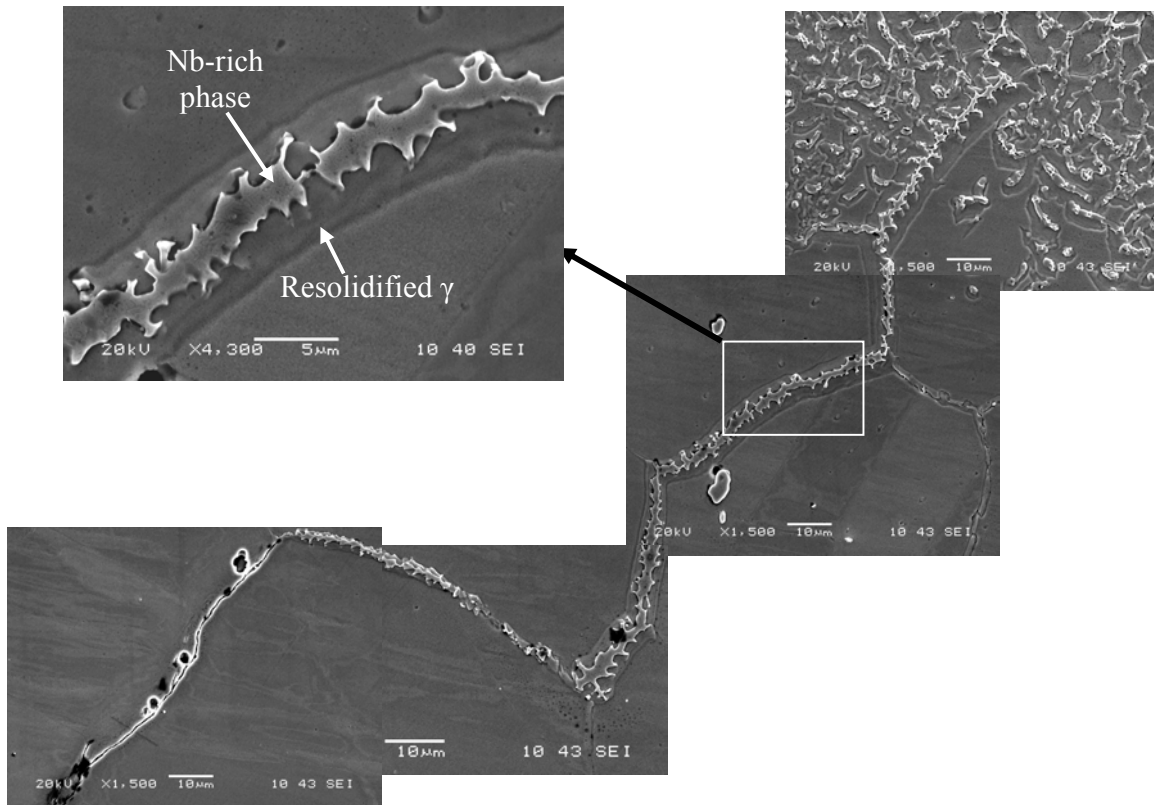 Nb-rich
phase
Resolidified γ
20kV X4,300 5μm 10 40 SEI
20kV X1,500 10μm 10 43 SEI
20kV X1,500 10μm 10 43 SEI
10μm 10 43 SEI
20kV X1,500 10μm 10 43 SEI